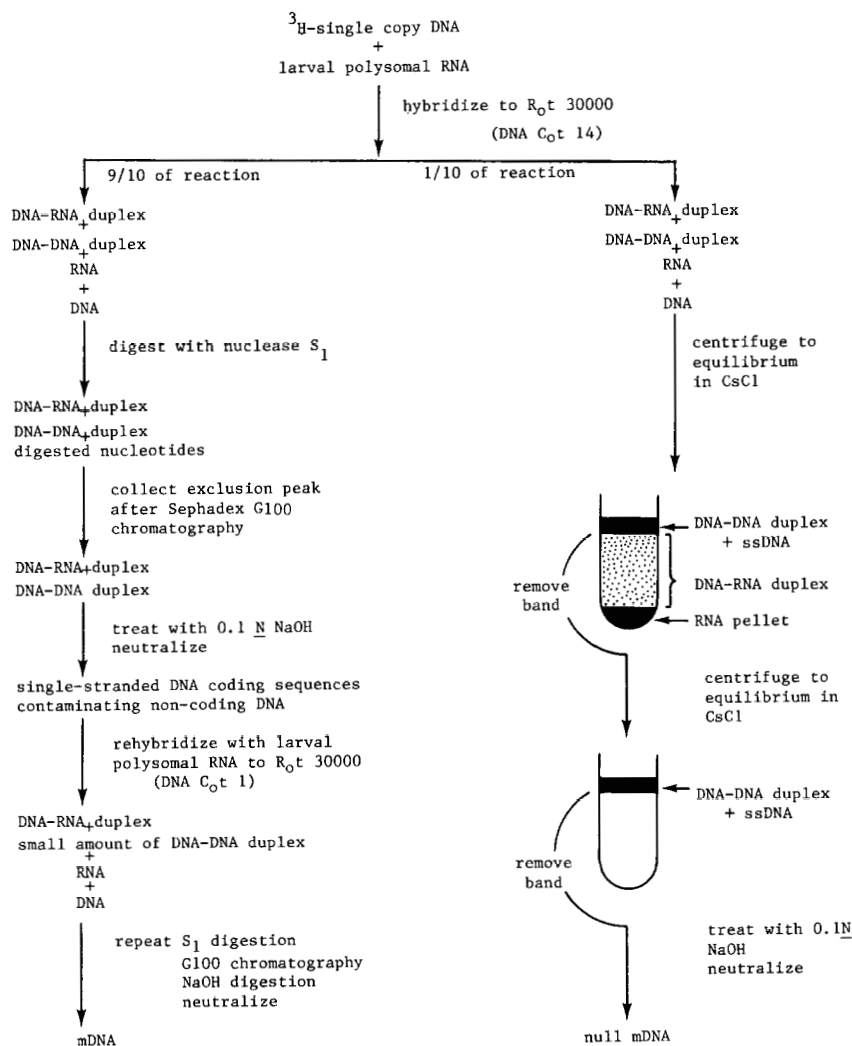 ³H-single copy DNA
+
larval polysomal RNA
hybridize to Rₒt 30000
(DNA Cₒt 14)
9/10 of reaction
1/10 of reaction
DNA-RNA duplex
+
DNA-DNA duplex
+
RNA
+
DNA
digest with nuclease S₁
DNA-RNA duplex
+
DNA-DNA duplex
+
digested nucleotides
collect exclusion peak
after Sephadex G100
chromatography
DNA-RNA duplex
+
DNA-DNA duplex
treat with 0.1 N NaOH
neutralize
single-stranded DNA coding sequences
contaminating non-coding DNA
rehybridize with larval
polysomal RNA to Rₒt 30000
(DNA Cₒt 1)
DNA-RNA duplex
+
small amount of DNA-DNA duplex
+
RNA
+
DNA
repeat S₁ digestion
G100 chromatography
NaOH digestion
neutralize
mDNA
DNA-RNA duplex
+
DNA-DNA duplex
+
RNA
+
DNA
centrifuge to
equilibrium
in CsCl
DNA-DNA duplex
+ ssDNA
DNA-RNA duplex
RNA pellet
remove
band
centrifuge to
equilibrium in
CsCl
DNA-DNA duplex
+ ssDNA
remove
band
treat with 0.1N
NaOH
neutralize
null mDNA